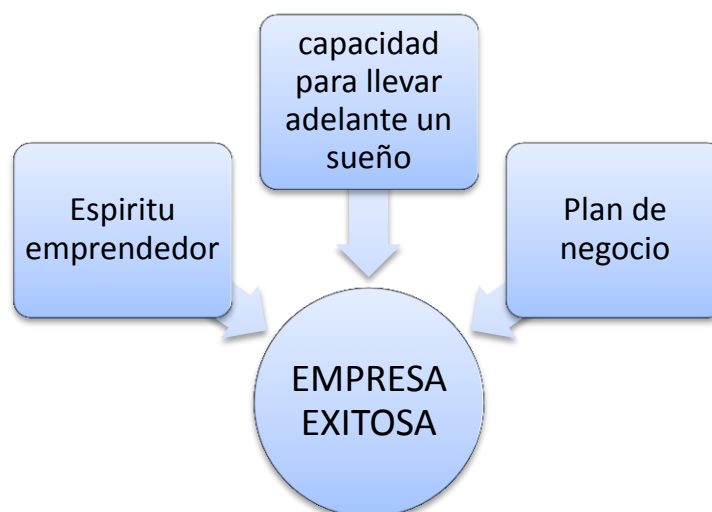 capacidad
para llevar
adelante un
sueño
Espiritu
emprendedor
Plan de
negocio
EMPRESA
EXITOSA